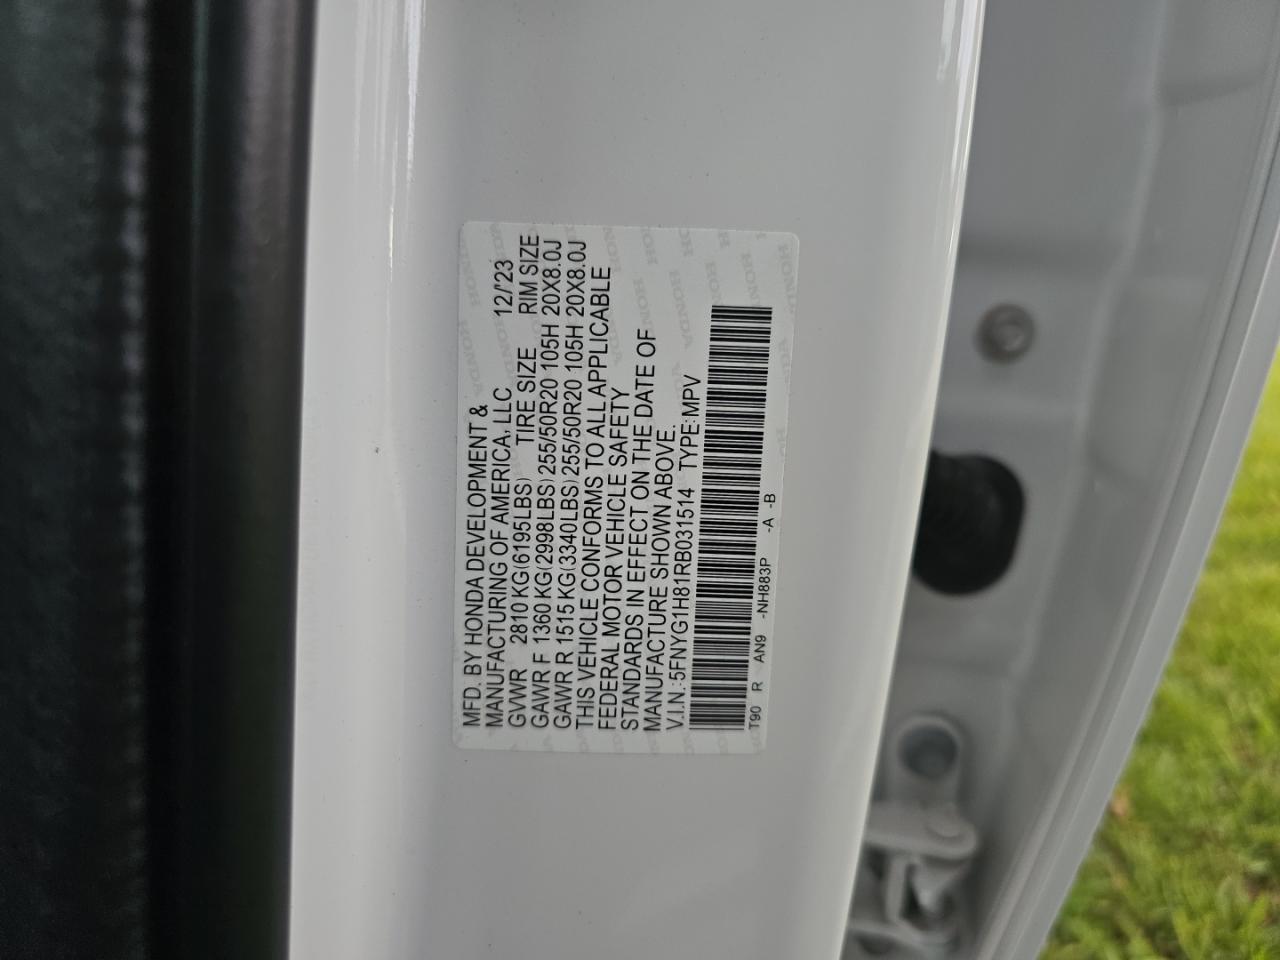 MFD. BY HONDA DEVELOPMENT &
MANUFACTURING OF AMERICA, LLC 12/'23
GVWR 2810 KG(6195LBS) TIRE SIZE RIM SIZE
GAWR F 1360 KG(2998LBS) 255/50R20 105H 20X8.0J
GAWR R 1515 KG(3340LBS) 255/50R20 105H 20X8.0J
THIS VEHICLE CONFORMS TO ALL APPLICABLE
FEDERAL MOTOR VEHICLE SAFETY
STANDARDS IN EFFECT ON THE DATE OF
MANUFACTURE SHOWN ABOVE.
V.I.N.:5FNYG1H81RB031514 TYPE:MPV
T90 R AN9 -NH883P -A -B